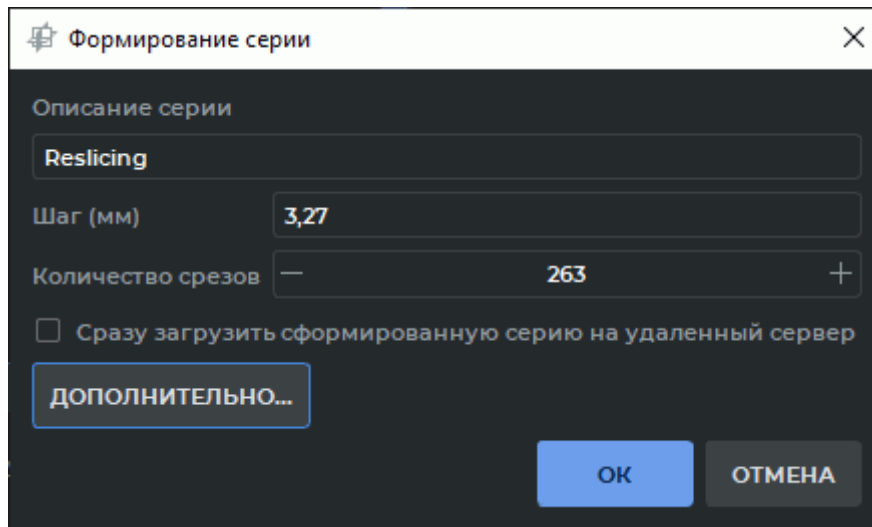 Формирование серии
Описание серии
Reslicing
Шаг (мм) 3,27
Количество срезов 263
Сразу загрузить сформированную серию на удаленный сервер
ДОПОЛНИТЕЛЬНО...
ОК ОТМЕНА